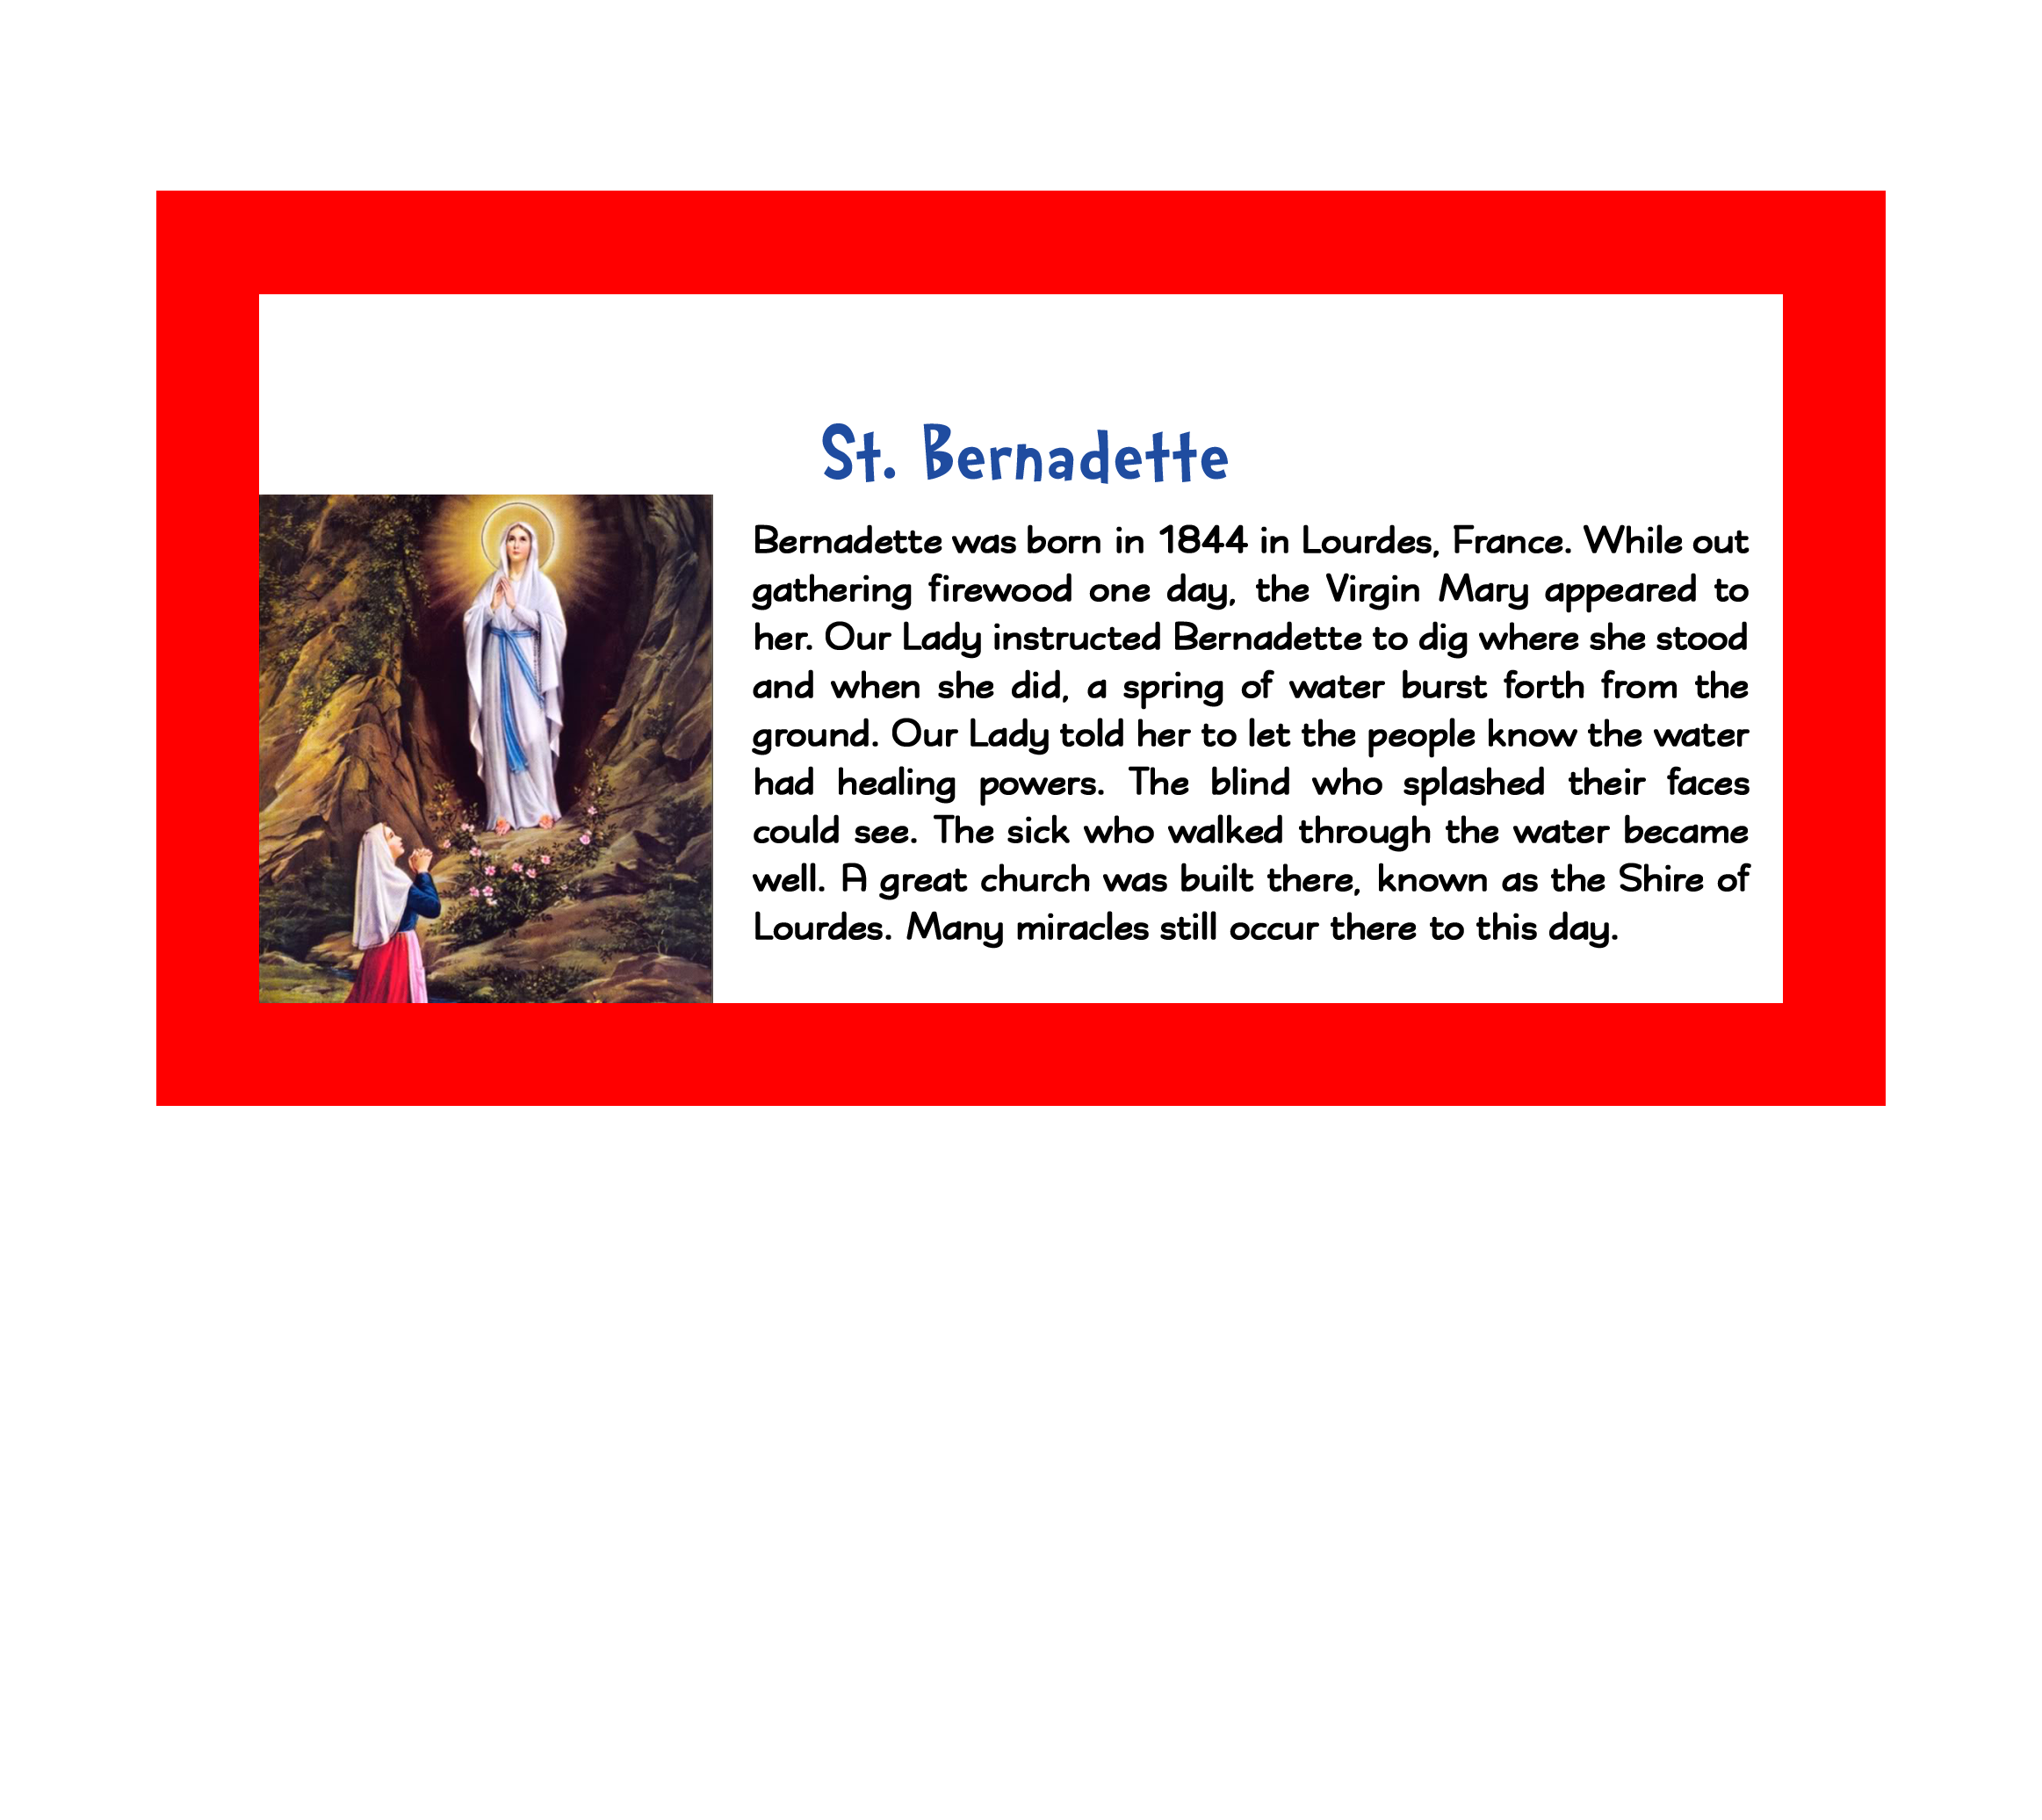 St. Bernadette
Bernadette was born in 1844 in Lourdes, France. While out
gathering firewood one day, the Virgin Mary appeared to
her. Our Lady instructed Bernadette to dig where she stood
and when she did, a spring of water burst forth from the
ground. Our Lady told her to let the people know the water
had healing powers. The blind who splashed their faces
could see. The sick who walked through the water became
well. A great church was built there, known as the Shire of
Lourdes. Many miracles still occur there to this day.